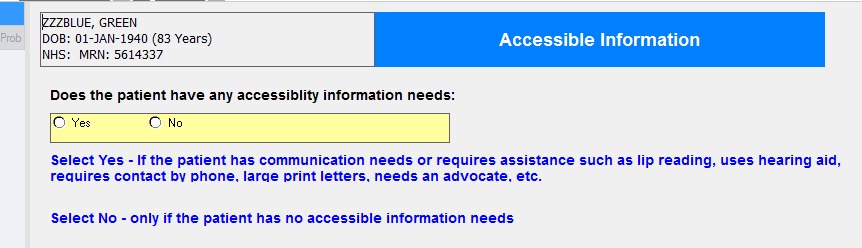 Prob
ZZZBLUE, GREEN
DOB: 01-JAN-1940 (83 Years)
NHS: MRN: 5614337
Accessible Information
Does the patient have any accessiblity information needs:
Yes No
Select Yes - If the patient has communication needs or requires assistance such as lip reading, uses hearing aid,
requires contact by phone, large print letters, needs an advocate, etc.
Select No - only if the patient has no accessible information needs